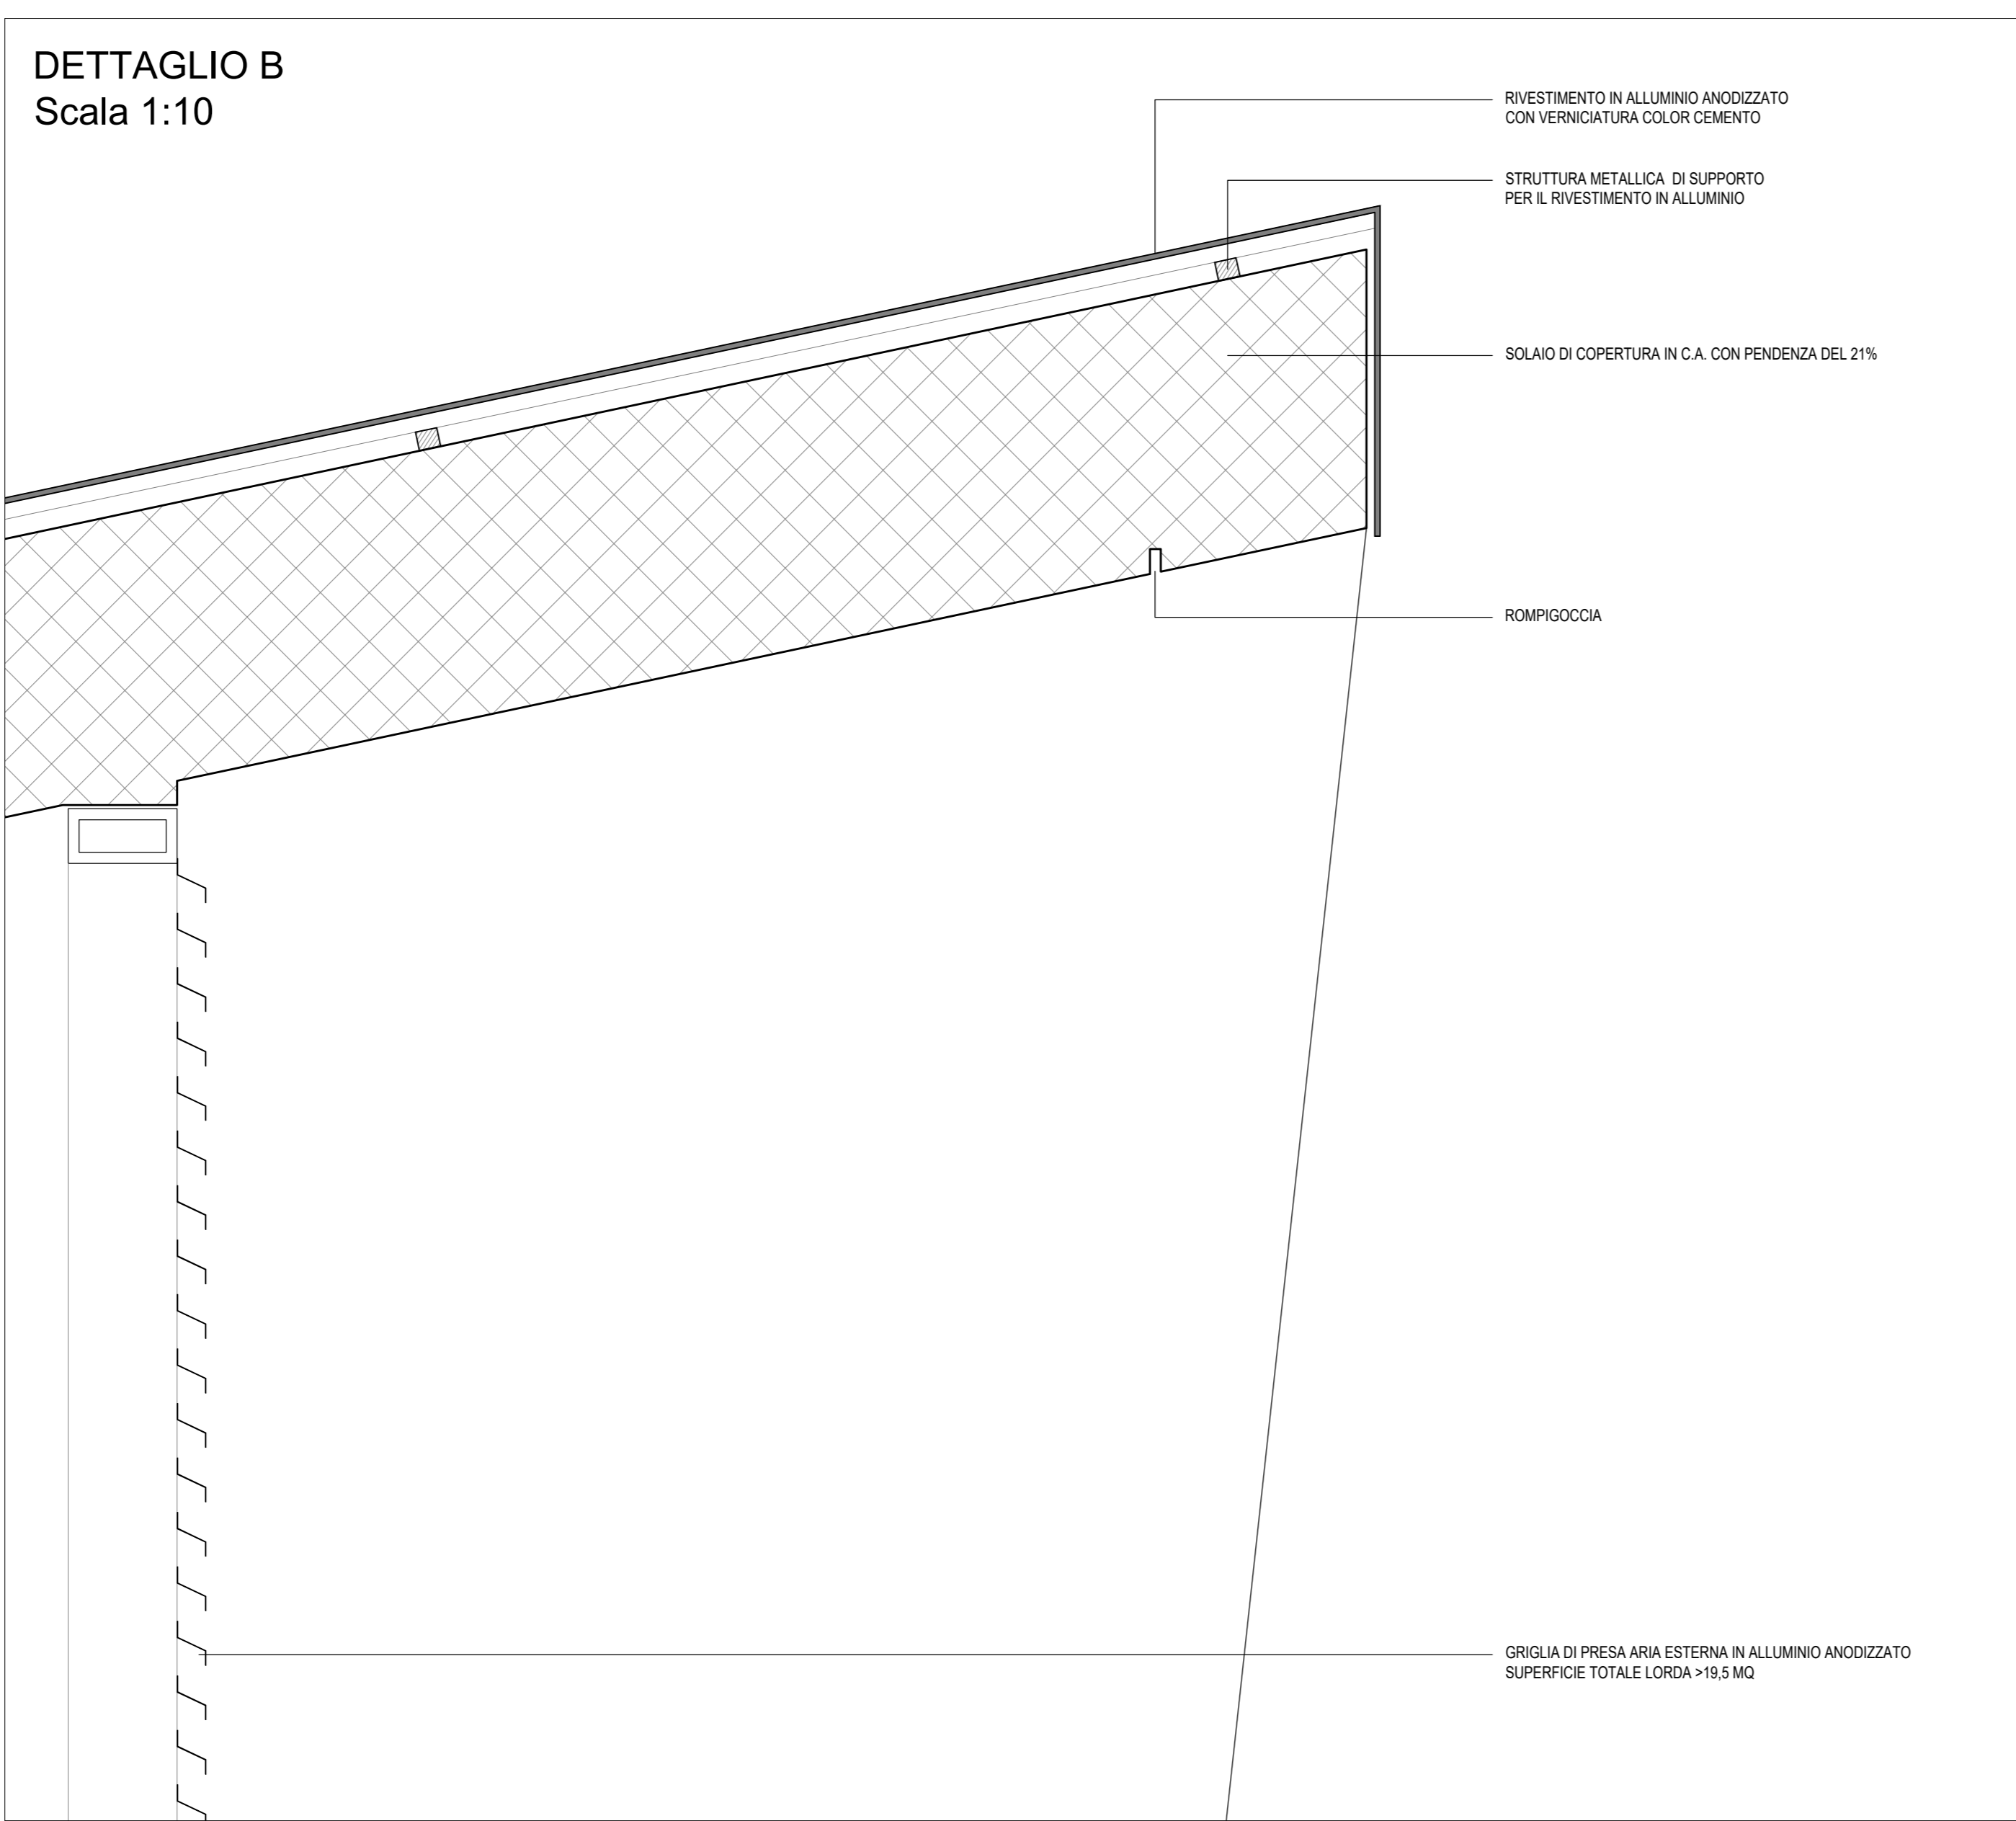 DETTAGLIO B
Scala 1:10
RIVESTIMENTO IN ALLUMINIO ANODIZZATO
CON VERNICIATURA COLOR CEMENTO
STRUTTURA METALLICA  DI SUPPORTO
PER IL RIVESTIMENTO IN ALLUMINIO
SOLAIO DI COPERTURA IN C.A. CON PENDENZA DEL 21%
ROMPIGOCCIA
GRIGLIA DI PRESA ARIA ESTERNA IN ALLUMINIO ANODIZZATO
SUPERFICIE TOTALE LORDA >19,5 MQ